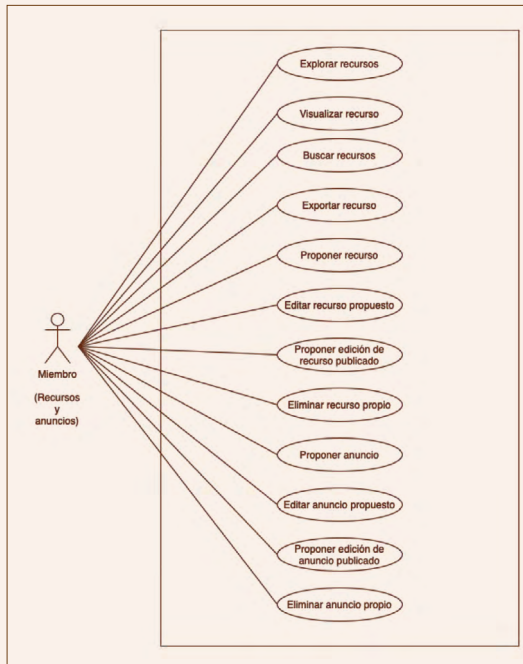 Explorar recursos
Visualizar recurso
Buscar recursos
Exportar recurso
Proponer recurso
Editar recurso propuesto
Proponer edición de
recurso publicado
Eliminar recurso propio
Proponer anuncio
Editar anuncio propuesto
Proponer edición de
anuncio publicado
Eliminar anuncio propio
Miembro
(Recursos
y
anuncios)